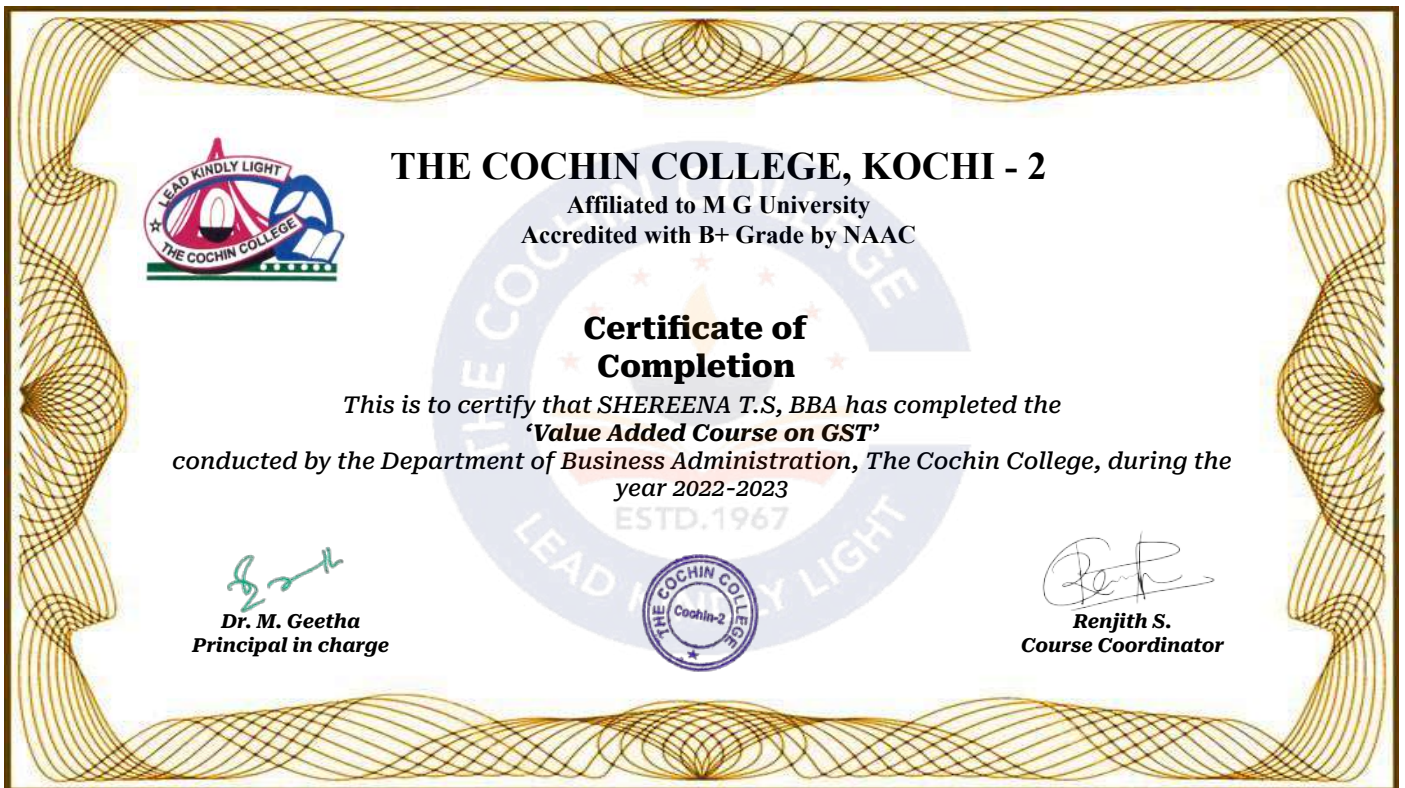 LEAD KINDLY LIGHT
THE COCHIN COLLEGE
THE COCHIN COLLEGE, KOCHI - 2
Affiliated to M G University
Accredited with B+ Grade by NAAC
THE COCHIN COLLEGE
Certificate of
Completion
This is to certify that SHEREENA T.S, BBA has completed the
‘Value Added Course on GST’
conducted by the Department of Business Administration, The Cochin College, during the
year 2022-2023
ESTD.1967
LEAD KINDLY LIGHT
Dr. M. Geetha
Principal in charge
THE COCHIN COLLEGE
Cochin-2
Renjith S.
Course Coordinator